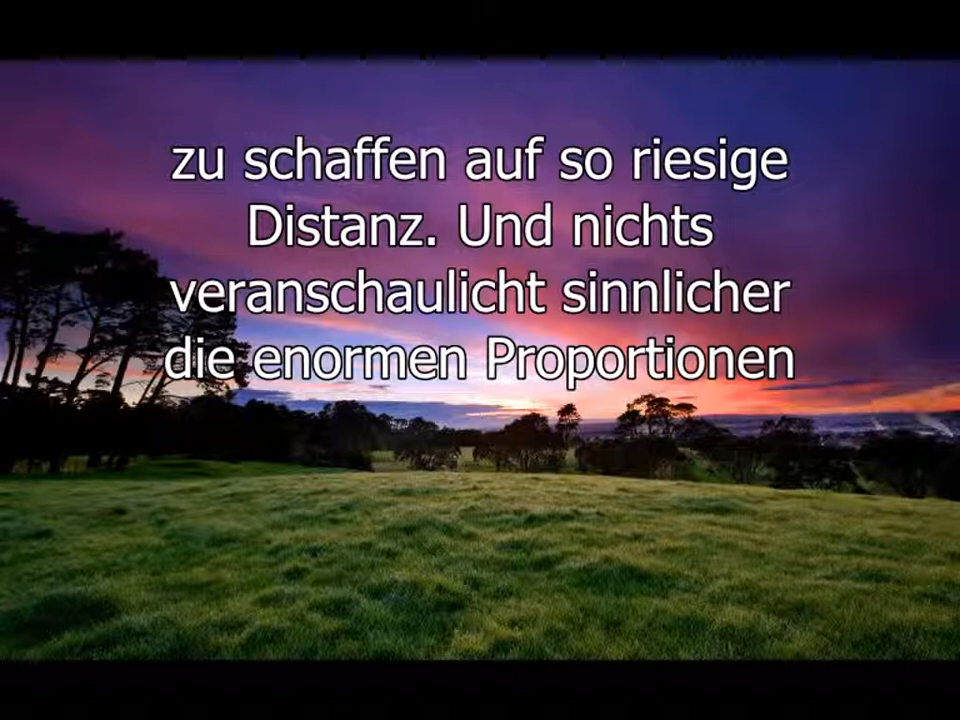 zu schaffen auf so riesige
Distanz. Und nichts
veranschaulicht sinnlicher
die enormen Proportionen